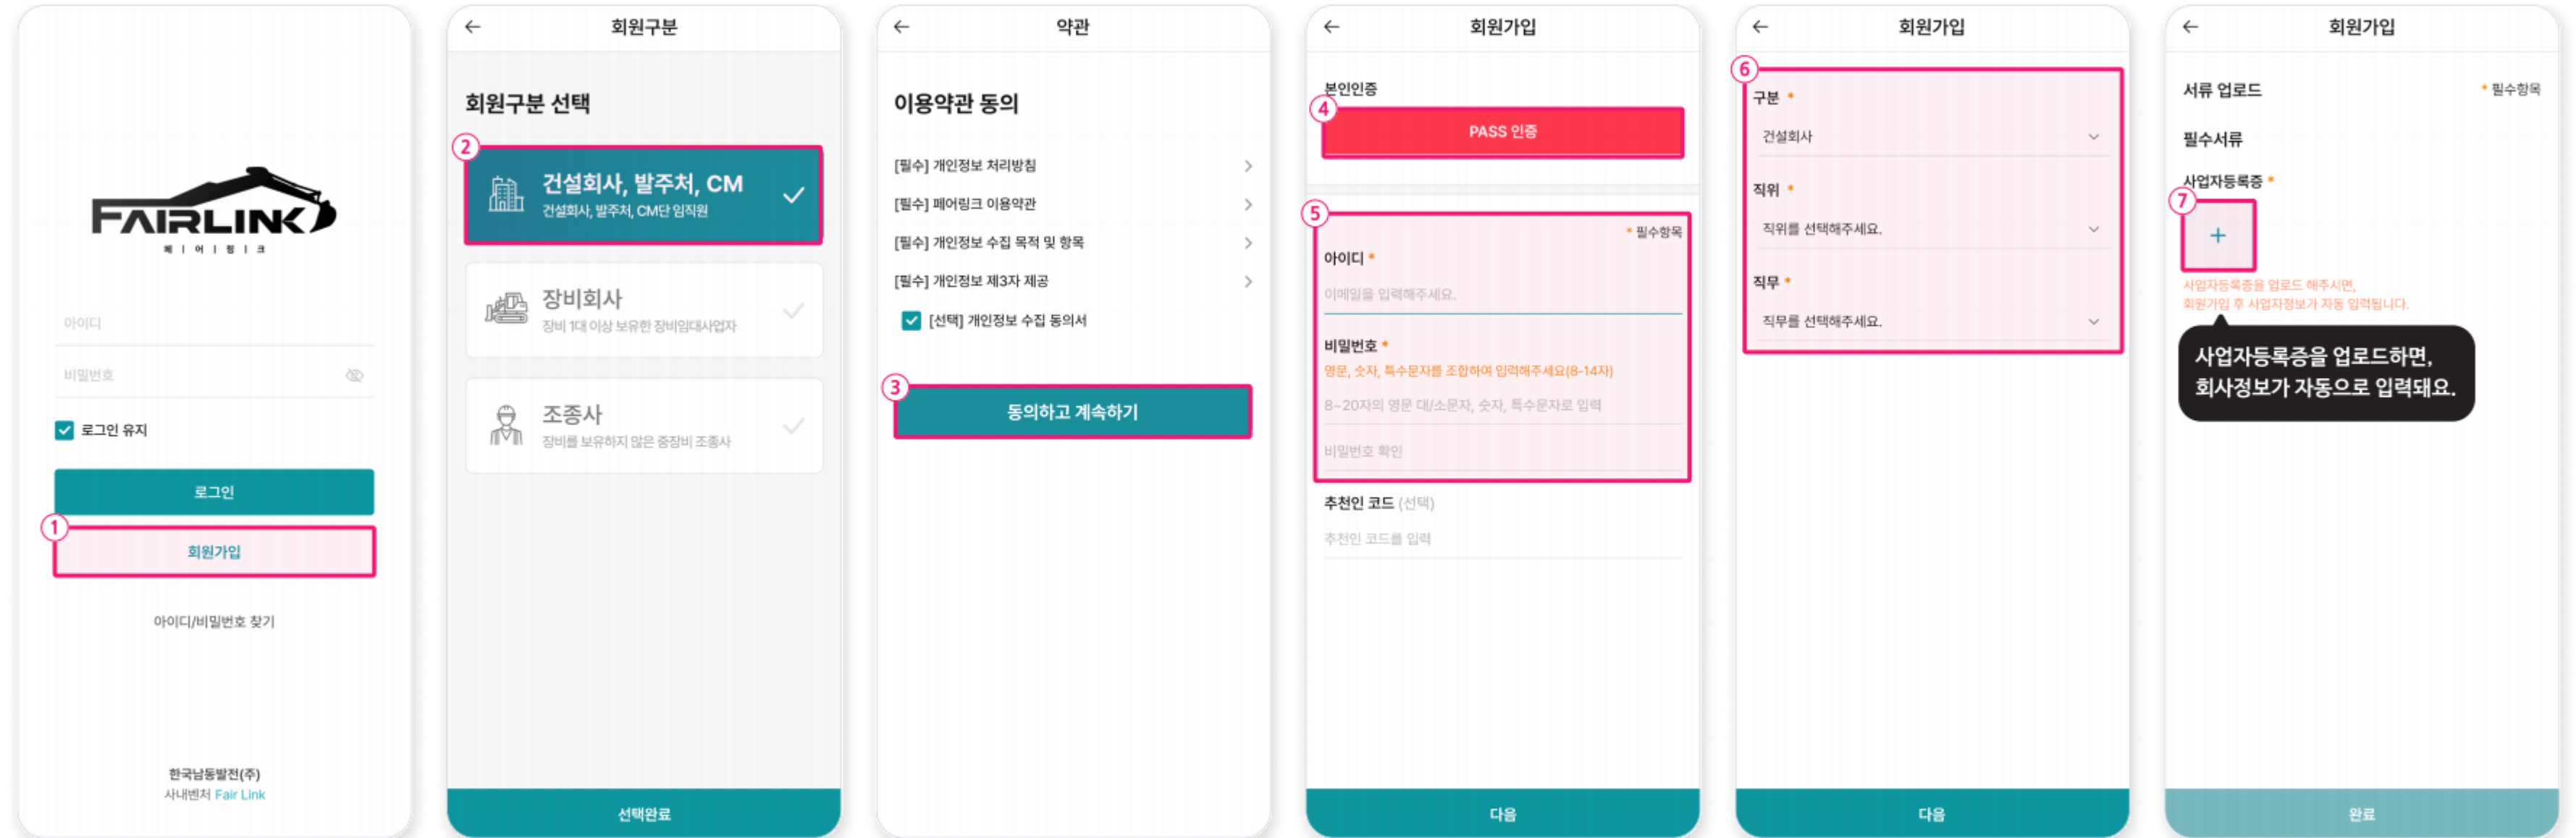 FAIRLINK
페 | 어 | 링 | 크
아이디
비밀번호
로그인 유지
로그인
1
회원가입
아이디/비밀번호 찾기
한국남동발전(주)
사내벤처 Fair Link
회원구분
회원구분 선택
2
건설회사, 발주처, CM
건설회사, 발주처, CM단 임직원
장비회사
장비 1대 이상 보유한 장비임대사업자
조종사
장비를 보유하지 않은 중장비 조종사
선택완료
약관
이용약관 동의
[필수] 개인정보 처리방침
[필수] 페어링크 이용약관
[필수] 개인정보 수집 목적 및 항목
[필수] 개인정보 제3자 제공
[선택] 개인정보 수집 동의서
3
동의하고 계속하기
회원가입
본인인증
4
PASS 인증
5
* 필수항목
아이디 *
이메일을 입력해주세요.
비밀번호 *
영문, 숫자, 특수문자를 조합하여 입력해주세요(8-14자)
8~20자의 영문 대/소문자, 숫자, 특수문자로 입력
비밀번호 확인
추천인 코드 (선택)
추천인 코드를 입력
다음
회원가입
6
구분 *
건설회사
직위 *
직위를 선택해주세요.
직무 *
직무를 선택해주세요.
다음
회원가입
서류 업로드 * 필수항목
필수서류
사업자등록증 *
7
+
사업자등록증을 업로드 해주시면,
회원가입 후 사업자정보가 자동 입력됩니다.
사업자등록증을 업로드하면,
회사정보가 자동으로 입력돼요.
완료